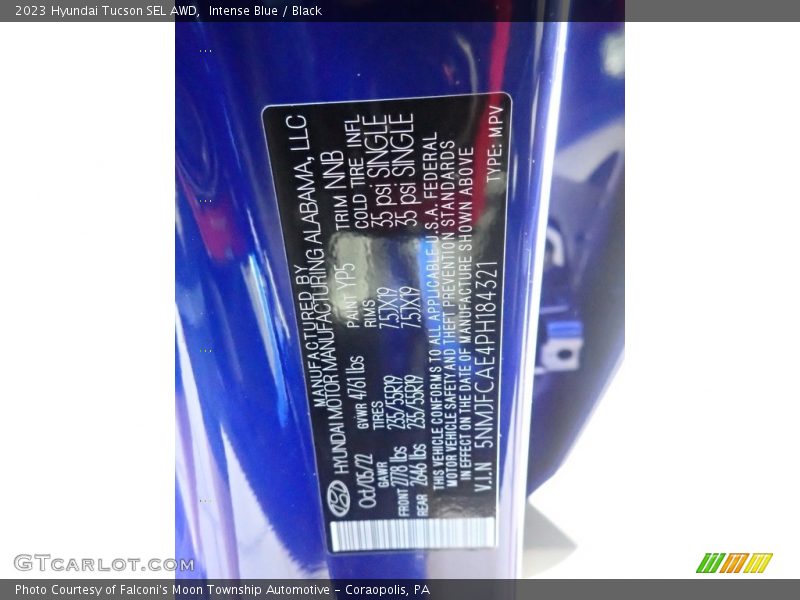 2023 Hyundai Tucson SEL AWD,  Intense Blue / Black
MANUFACTURED BY
HYUNDAI MOTOR MANUFACTURING ALABAMA, LLC
Oct/05/22 GVWR 4761 lbs PAINT YP5 TRIM NNB
GAWR TIRES RIMS COLD TIRE INFL
FRONT 2778 lbs 235/55R19 7.5JX19 35 psi SINGLE
REAR 2646 lbs 235/55R19 7.5JX19 35 psi SINGLE
THIS VEHICLE CONFORMS TO ALL APPLICABLE U.S.A. FEDERAL
MOTOR VEHICLE SAFETY AND THEFT PREVENTION STANDARDS
IN EFFECT ON THE DATE OF MANUFACTURE SHOWN ABOVE
V.I.N 5NMJFCAE4PH184321 TYPE: MPV
GTCarLot.com
Photo Courtesy of Falconi's Moon Township Automotive - Coraopolis, PA